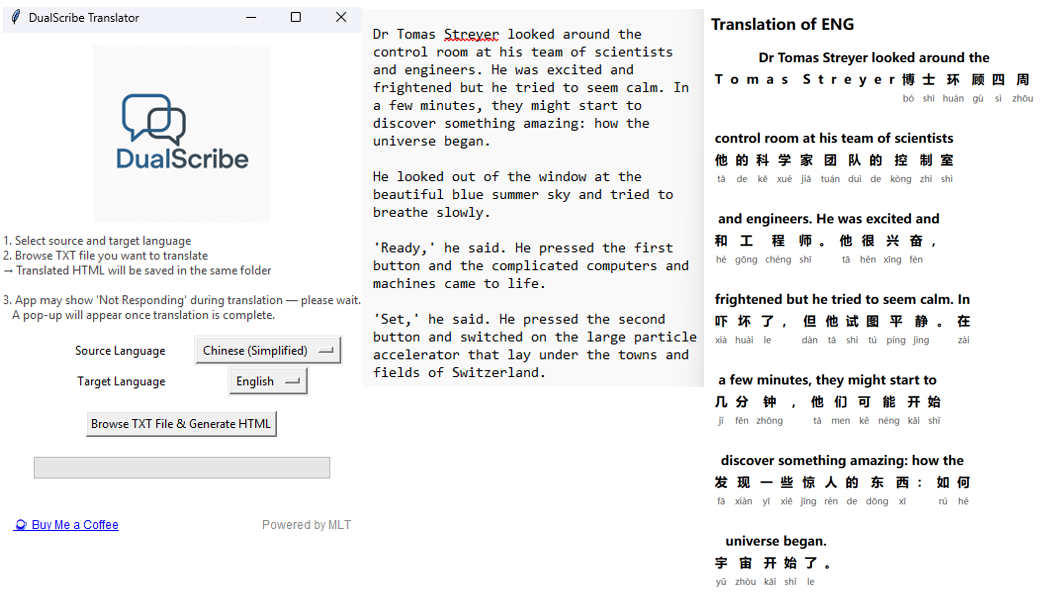 DualScribe Translator
DualScribe
1. Select source and target language
2. Browse TXT file you want to translate
→ Translated HTML will be saved in the same folder
3. App may show 'Not Responding' during translation — please wait.
A pop-up will appear once translation is complete.
Source Language
Chinese (Simplified)
Target Language
English
Browse TXT File & Generate HTML
Buy Me a Coffee
Powered by MLT
Dr Tomas Streyer looked around the
control room at his team of scientists
and engineers. He was excited and
frightened but he tried to seem calm. In
a few minutes, they might start to
discover something amazing: how the
universe began.
He looked out of the window at the
beautiful blue summer sky and tried to
breathe slowly.
'Ready,' he said. He pressed the first
button and the complicated computers and
machines came to life.
'Set,' he said. He pressed the second
button and switched on the large particle
accelerator that lay under the towns and
fields of Switzerland.
Translation of ENG
Dr Tomas Streyer looked around the
Tomas Streyer博士环顾四周
bó shì huán gù sì zhōu
control room at his team of scientists
他的科学家团队的控制室
tā de kē xué jiā tuán duì de kòng zhì shì
and engineers. He was excited and
和工程师。他很兴奋，
hé gōng chéng shī tā hěn xīng fèn
frightened but he tried to seem calm. In
吓坏了，但他试图平静。在
xià huài le dàn tā shì tú píng jìng zài
a few minutes, they might start to
几分钟，他们可能开始
jǐ fēn zhōng tā men kě néng kāi shǐ
discover something amazing: how the
发现一些惊人的东西：如何
fā xiàn yī xiē jīng rén de dōng xī rú hé
universe began.
宇宙开始了。
yǔ zhòu kāi shǐ le